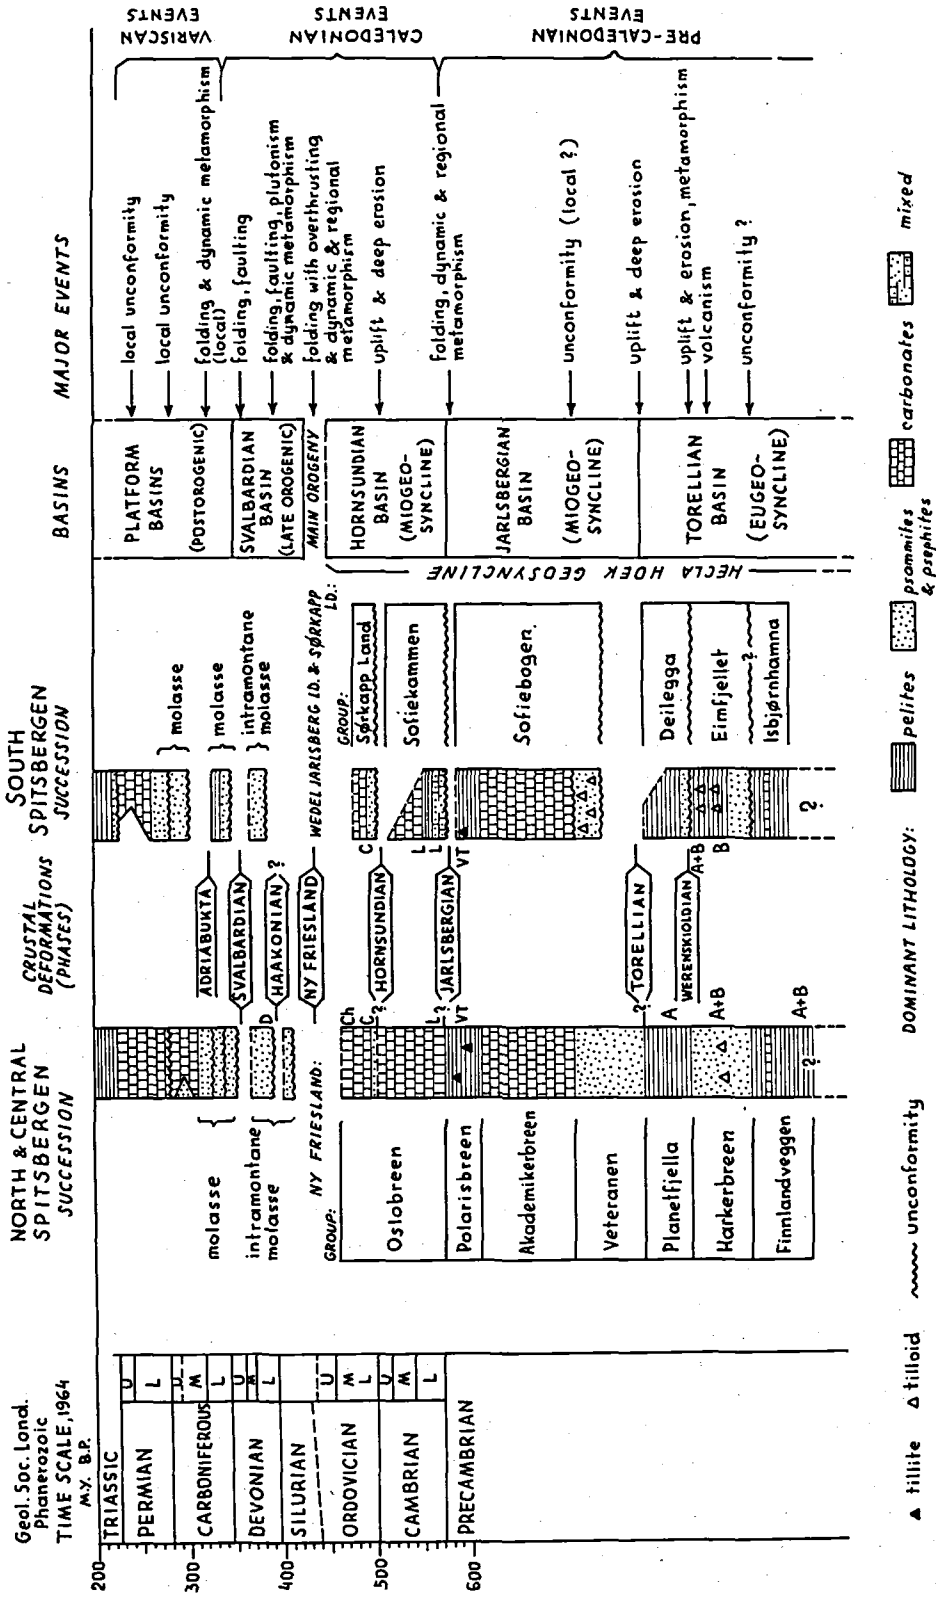 Geol. Soc. Lond.
Phanerozoic
TIME SCALE, 1964
M.Y. B.P.
200
300
400
500
600
TRIASSIC
PERMIAN
CARBONIFEROUS
DEVONIAN
SILURIAN
ORDOVICIAN
CAMBRIAN
PRECAMBRIAN
U
L
U
M
L
U
M
L
U
M
L
U
M
L
NORTH & CENTRAL
SPITSBERGEN
SUCCESSION
molasse
intramontane
molasse
NY FRIESLAND:
GROUP:
Oslobreen
Polarisbreen
Akademikerbreen
Veteranen
Planetfjella
Harkerbreen
Finnlandveggen
D
Ch
C
?
L ?
VT
?
A
A+B
A+B
?
CRUSTAL
DEFORMATIONS
(PHASES)
ADRIABUKTA
SVALBARDIAN
HAAKONIAN ?
NY FRIESLAND
HORNSUNDIAN
JARLSBERGIAN
TORELLIAN
WERENSKIOLDIAN
SOUTH
SPITSBERGEN
SUCCESSION
C
L
L
VT
A+B
B
?
molasse
molasse
intramontane
molasse
WEDEL JARLSBERG LD. & SØRKAPP
LD.:
GROUP:
Sørkapp Land
Sofiekammen
Sofiebogen.
Deilegga
Eimfjellet
?
Isbjørnhamna
HECLA HOEK GEOSYNCLINE
BASINS
PLATFORM
BASINS
(POSTOROGENIC)
SVALBARDIAN
BASIN
(LATE OROGENIC)
MAIN OROGENY
HORNSUNDIAN
BASIN
(MIOGEO-
SYNCLINE)
JARLSBERGIAN
BASIN
(MIOGEO-
SYNCLINE)
TORELLIAN
BASIN
(EUGEO-
SYNCLINE)
MAJOR EVENTS
local unconformity
local unconformity
folding & dynamic metamorphism
(local)
folding, faulting
folding, faulting, plutonism
& dynamic metamorphism
folding with overthrusting
& dynamic & regional
metamorphism
uplift & deep erosion
folding, dynamic & regional
metamorphism
unconformity (local ?)
uplift & deep erosion
uplift & erosion, metamorphism
volcanism
unconformity ?
VARISCAN
EVENTS
CALEDONIAN
EVENTS
PRE-CALEDONIAN
EVENTS
tillite
tilloid
unconformity
DOMINANT LITHOLOGY:
pelites
psammites
& psephites
carbonates
mixed